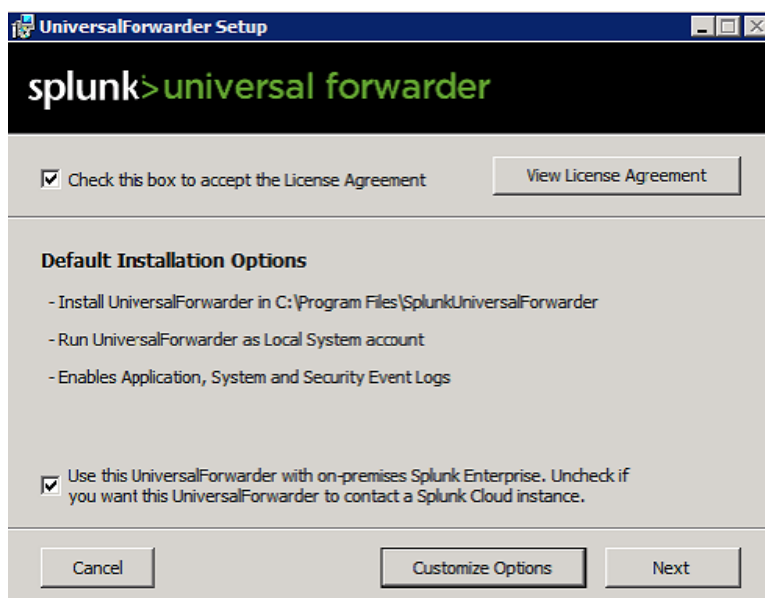 UniversalForwarder Setup
splunk>universal forwarder
Check this box to accept the License Agreement
View License Agreement
Default Installation Options
- Install UniversalForwarder in C:\Program Files\SplunkUniversalForwarder
- Run UniversalForwarder as Local System account
- Enables Application, System and Security Event Logs
Use this UniversalForwarder with on-premises Splunk Enterprise. Uncheck if
you want this UniversalForwarder to contact a Splunk Cloud instance.
Cancel
Customize Options
Next